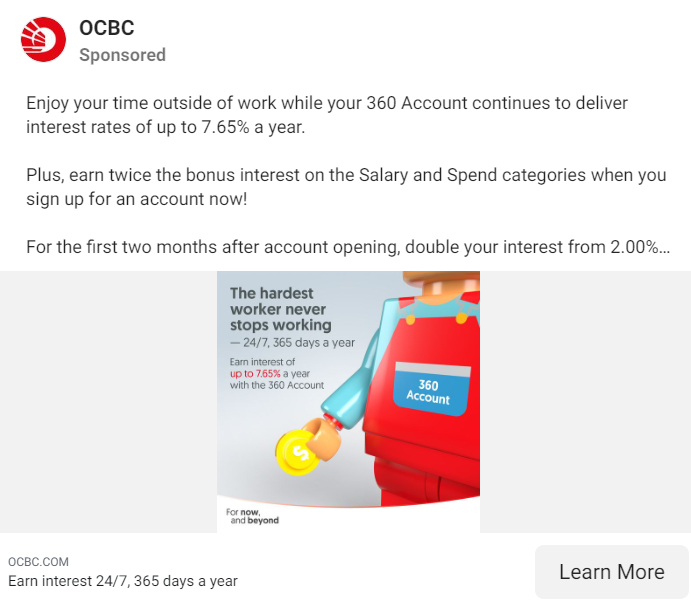 OCBC
Sponsored
Enjoy your time outside of work while your 360 Account continues to deliver
interest rates of up to 7.65% a year.
Plus, earn twice the bonus interest on the Salary and Spend categories when you
sign up for an account now!
For the first two months after account opening, double your interest from 2.00%...
The hardest
worker never
stops working
— 24/7, 365 days a year
Earn interest of
up to 7.65% a year
with the 360 Account
360
Account
S
For now,
and beyond
OCBC.COM
Earn interest 24/7, 365 days a year
Learn More